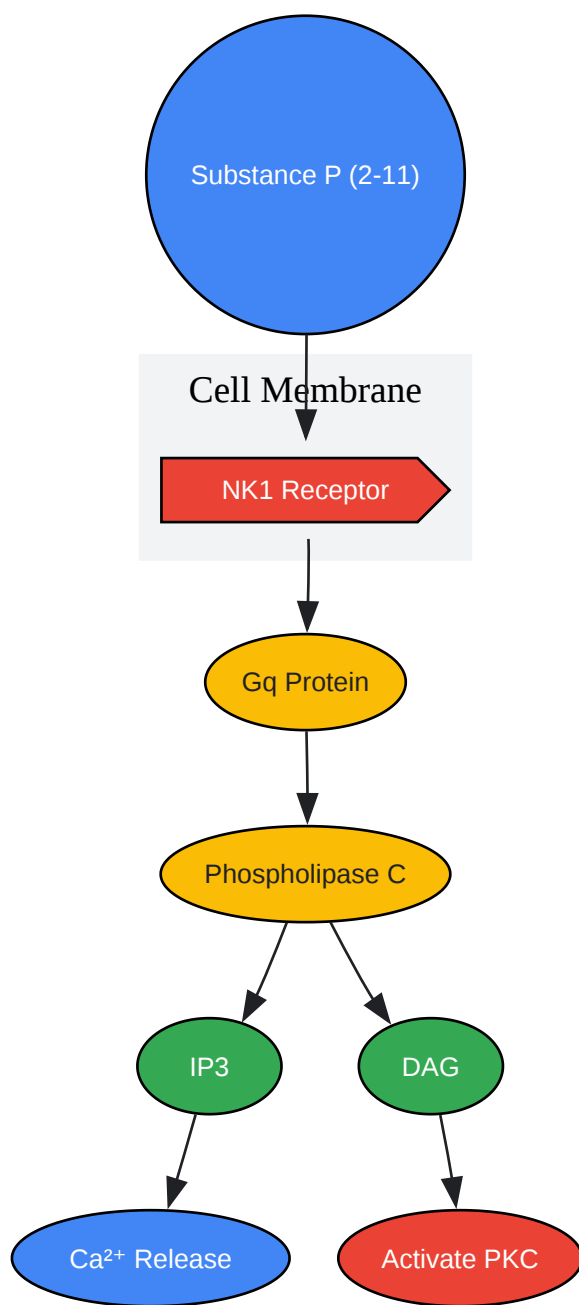 Substance P (2-11)
Cell Membrane
NK1 Receptor
Gq Protein
Phospholipase C
IP3
DAG
Ca²⁺ Release
Activate PKC